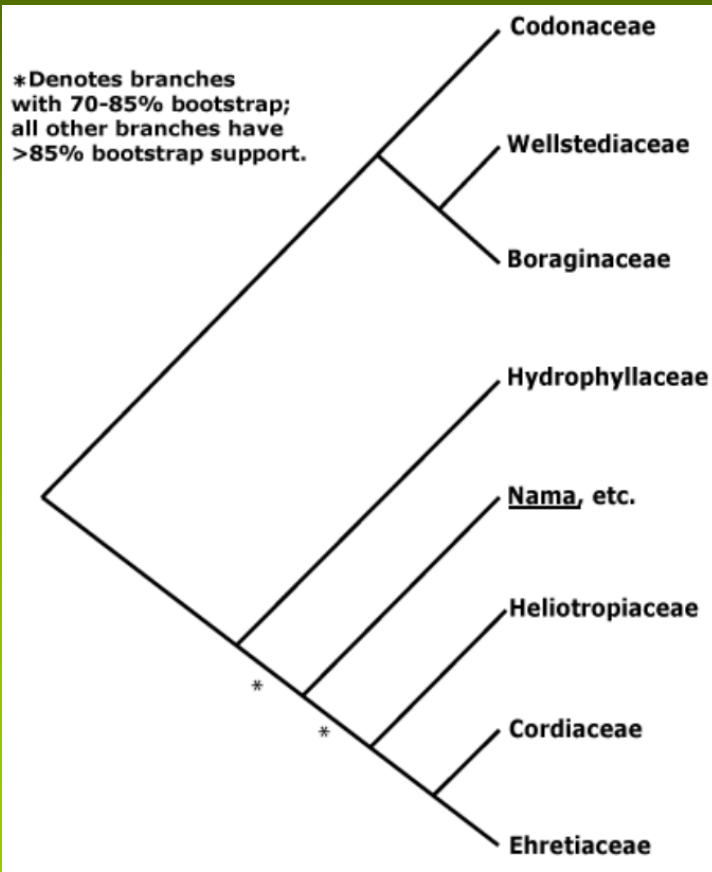 Codonaceae
*Denotes branches
with 70-85% bootstrap;
all other branches have
>85% bootstrap support.
Wellstediaceae
Boraginaceae
Hydrophyllaceae
Nama, etc.
Heliotropiaceae
*
*
Cordiaceae
Ehretiaceae